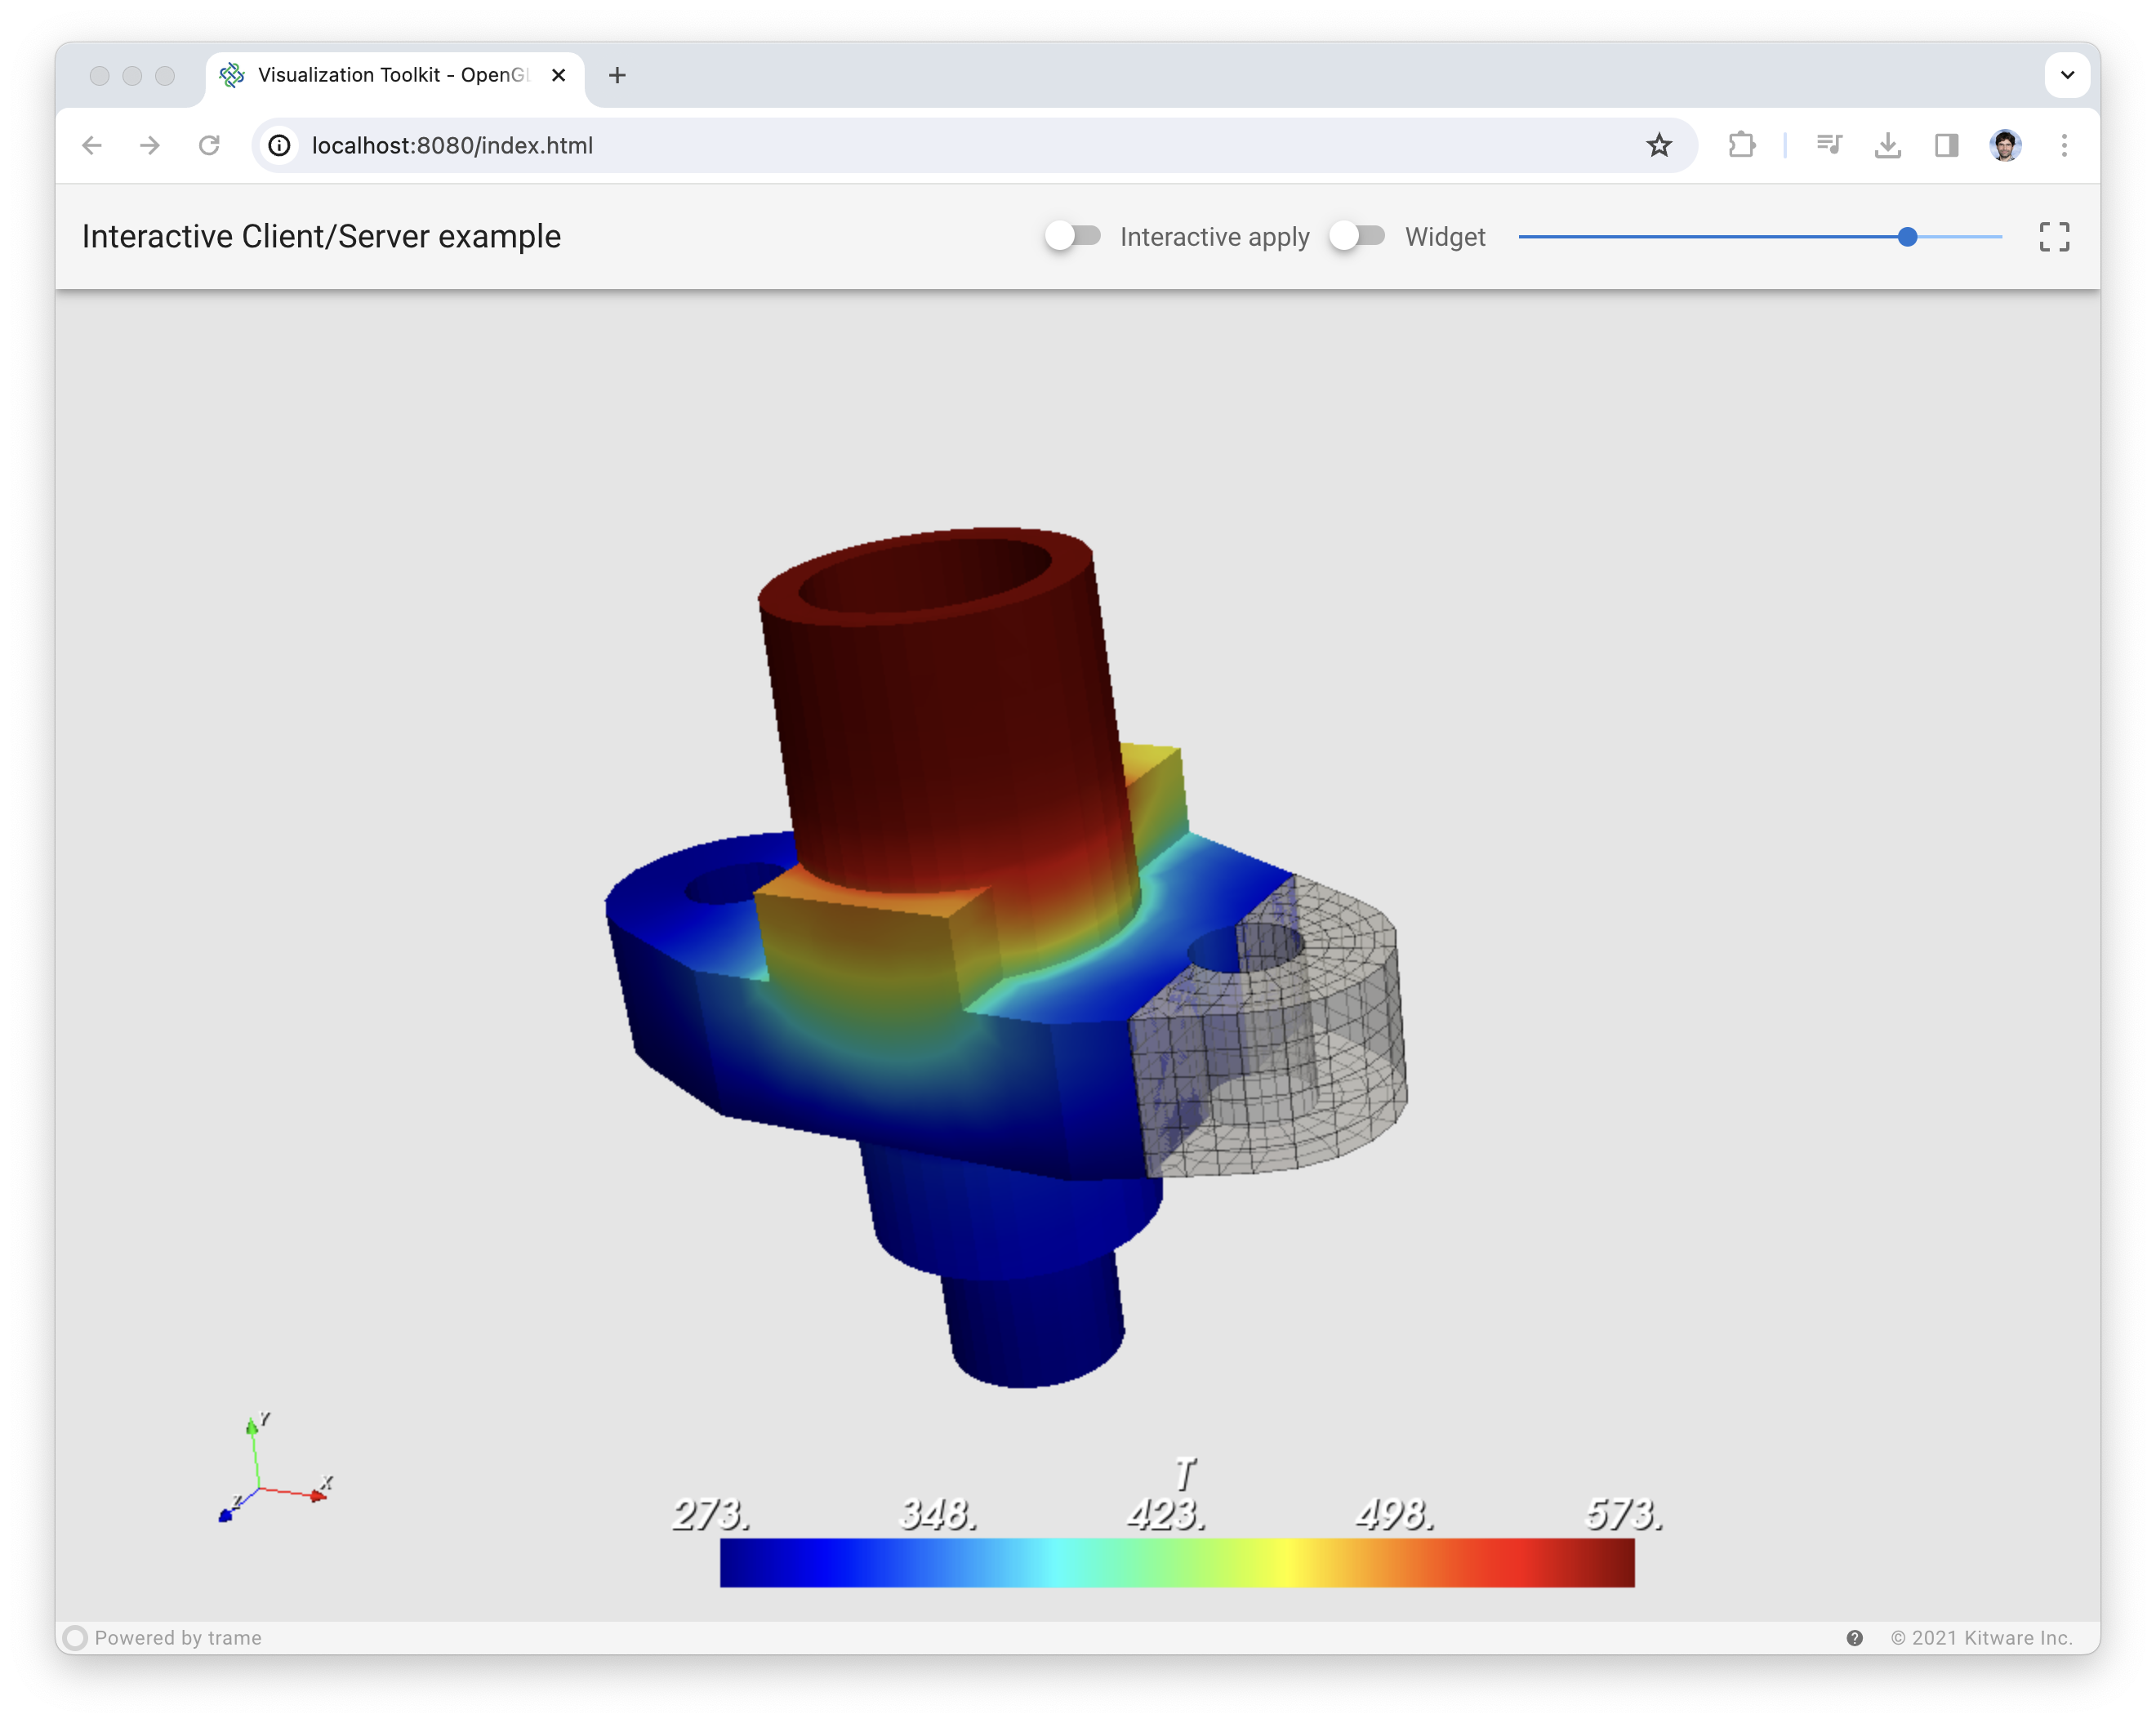 Visualization Toolkit - OpenGL
localhost:8080/index.html
Interactive Client/Server example
Interactive apply
Widget
Y
X
Z
T
273. 348. 423. 498. 573.
Powered by trame
© 2021 Kitware Inc.